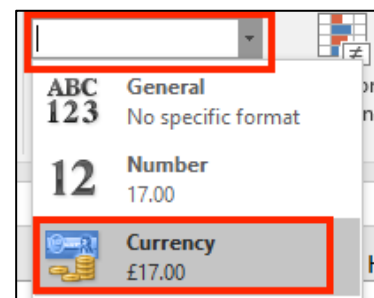 ABC
123
General
No specific format
12
Number
17.00
Currency
£17.00